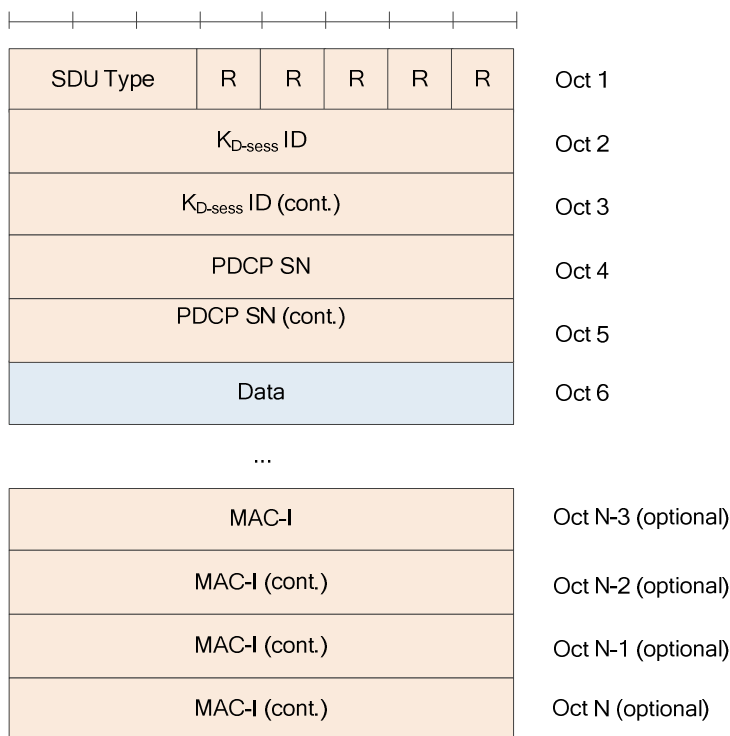 SDU Type R R R R R Oct 1
K_D-sess ID Oct 2
K_D-sess ID (cont.) Oct 3
PDCP SN Oct 4
PDCP SN (cont.) Oct 5
Data Oct 6
...
MAC-I Oct N-3 (optional)
MAC-I (cont.) Oct N-2 (optional)
MAC-I (cont.) Oct N-1 (optional)
MAC-I (cont.) Oct N (optional)